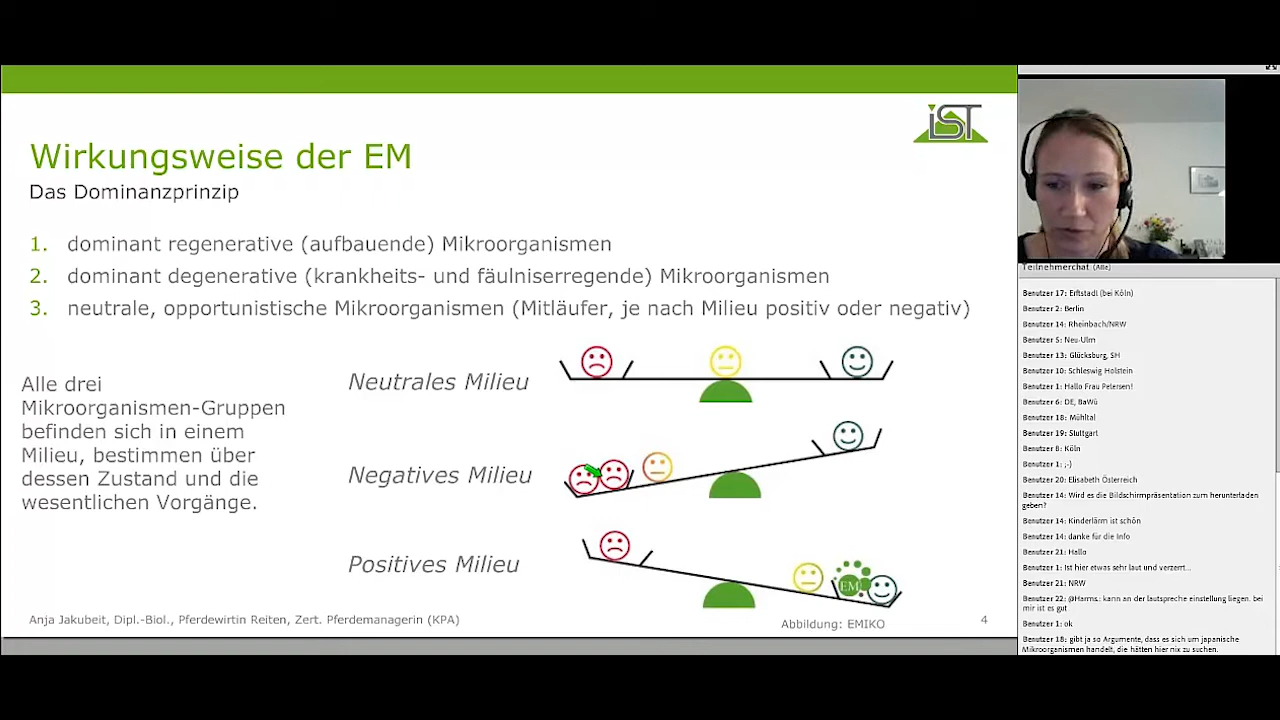 iST
Wirkungsweise der EM
Das Dominanzprinzip
1. dominant regenerative (aufbauende) Mikroorganismen
2. dominant degenerative (krankheits- und fäulniserregende) Mikroorganismen
3. neutrale, opportunistische Mikroorganismen (Mitläufer, je nach Milieu positiv oder negativ)
Alle drei
Mikroorganismen-Gruppen
befinden sich in einem
Milieu, bestimmen über
dessen Zustand und die
wesentlichen Vorgänge.
Neutrales Milieu
Negatives Milieu
Positives Milieu
EM
Anja Jakubeit, Dipl.-Biol., Pferdewirtin Reiten, Zert. Pferdemanagerin (KPA)
Abbildung: EMIKO
4
Teilnehmerchat (Alle)
Benutzer 17: Erftstadt (bei Köln)
Benutzer 2: Berlin
Benutzer 14: Rheinbach/NRW
Benutzer 5: Neu-Ulm
Benutzer 13: Glücksburg, SH
Benutzer 10: Schleswig Holstein
Benutzer 1: Hallo Frau Petersen!
Benutzer 6: DE, BaWü
Benutzer 18: Mühltal
Benutzer 19: Stuttgart
Benutzer 8: Köln
Benutzer 1: ;-)
Benutzer 20: Elisabeth Österreich
Benutzer 14: Wird es die Bildschirmpräsentation zum herunterladen
geben?
Benutzer 14: Kinderlärm ist schön
Benutzer 14: danke für die Info
Benutzer 21: Hallo
Benutzer 1: Ist hier etwas sehr laut und verzerrt...
Benutzer 21: NRW
Benutzer 22: @Harms.: kann an der lautspreche einstellung liegen. bei
mir ist es gut
Benutzer 1: ok
Benutzer 18: gibt ja so Argumente, dass es sich um japanische
Mikroorganismen handelt, die hätten hier nix zu suchen.